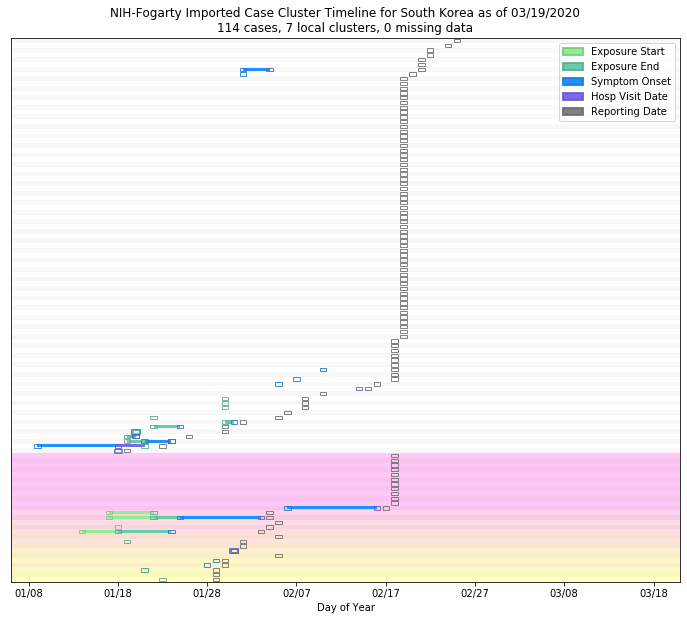 NIH-Fogarty Imported Case Cluster Timeline for South Korea as of 03/19/2020
114 cases, 7 local clusters, 0 missing data
Exposure Start
Exposure End
Symptom Onset
Hosp Visit Date
Reporting Date
01/08 01/18 01/28 02/07 02/17 02/27 03/08 03/18
Day of Year